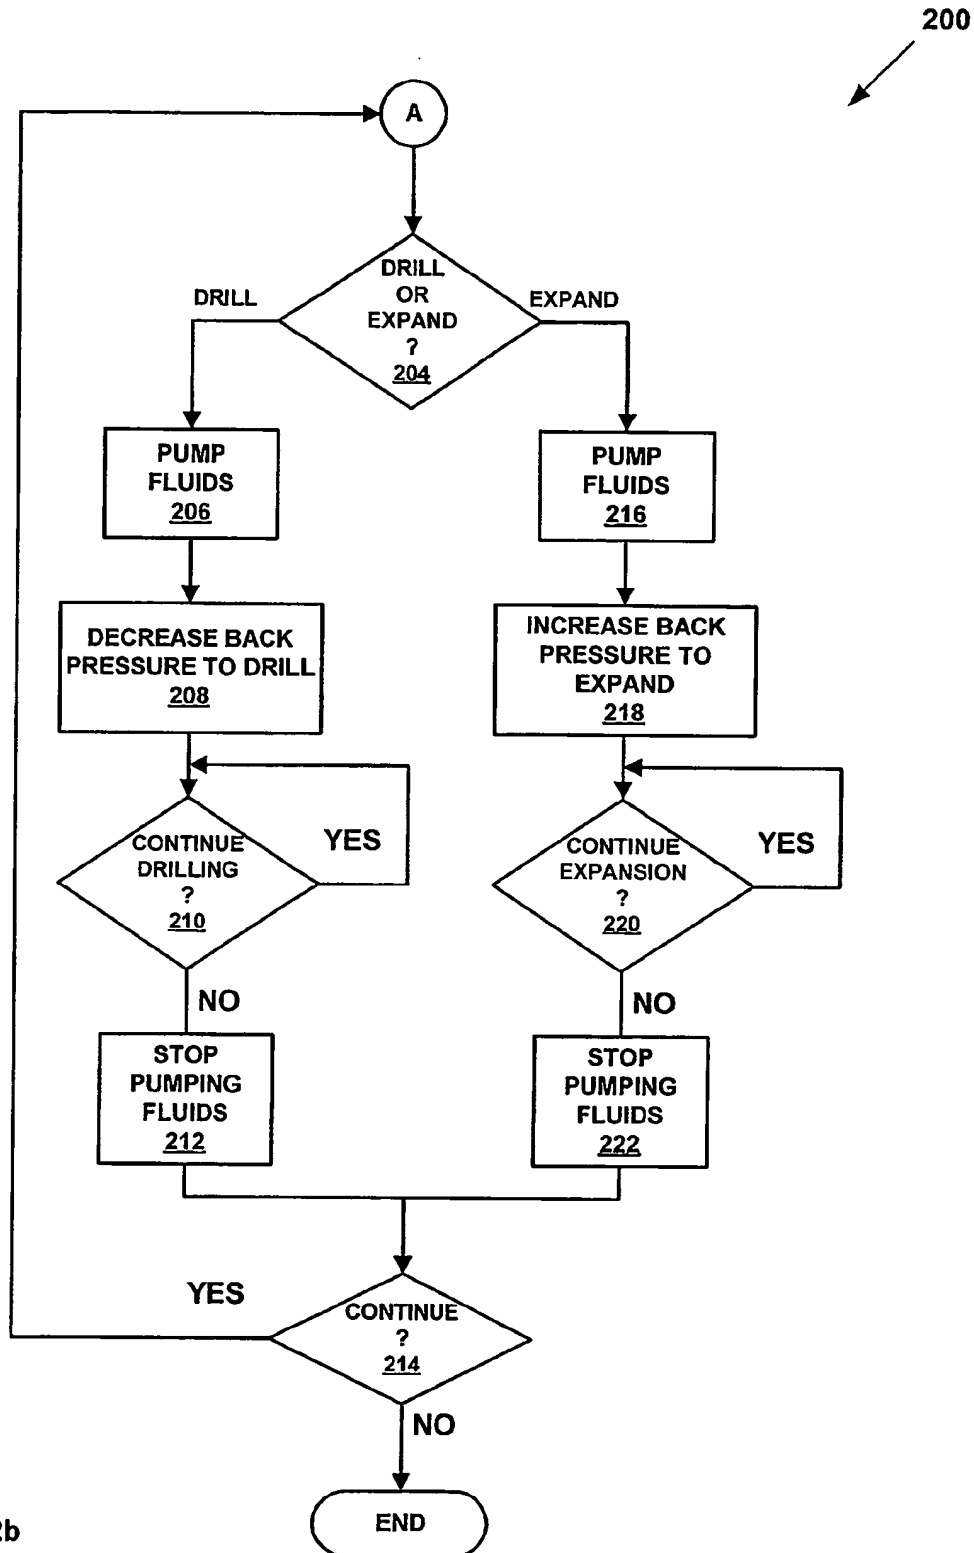 200
A
DRILL
OR
EXPAND
?
204
DRILL
EXPAND
PUMP
FLUIDS
206
PUMP
FLUIDS
216
DECREASE BACK
PRESSURE TO DRILL
208
INCREASE BACK
PRESSURE TO
EXPAND
218
CONTINUE
DRILLING
?
210
YES
CONTINUE
EXPANSION
?
220
YES
NO
NO
STOP
PUMPING
FLUIDS
212
STOP
PUMPING
FLUIDS
222
YES
CONTINUE
?
214
NO
END
2b